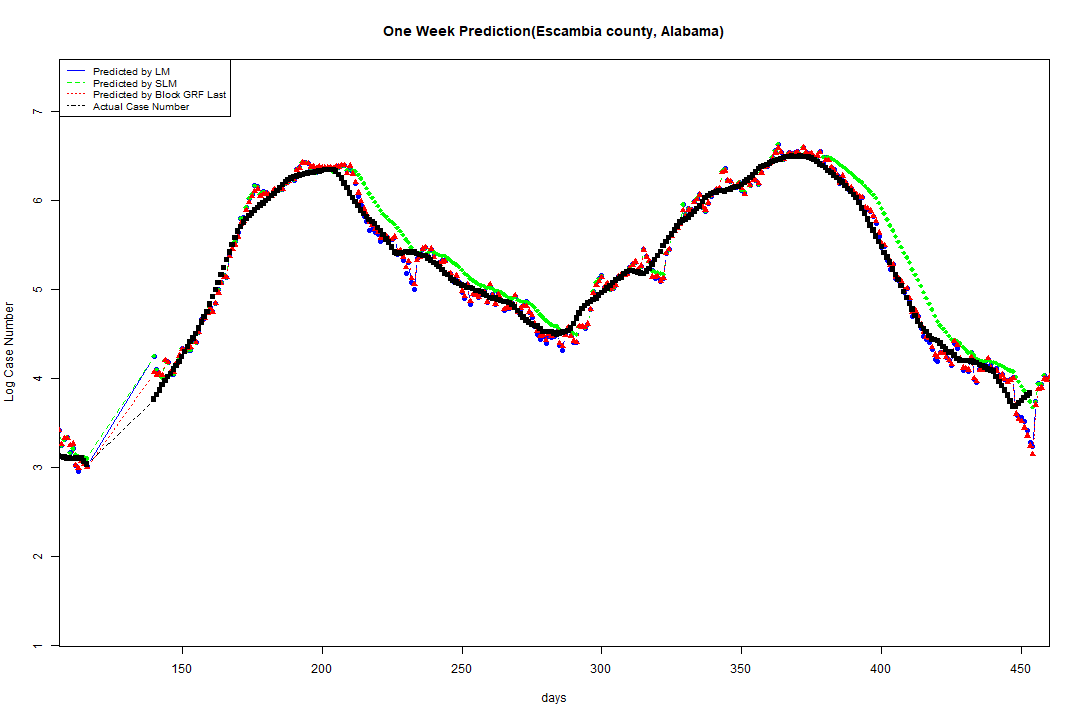 One Week Prediction(Escambia county, Alabama)
Predicted by LM
Predicted by SLM
Predicted by Block GRF Last
Actual Case Number
7
6
5
4
3
2
1
Log Case Number
150 200 250 300 350 400 450
days